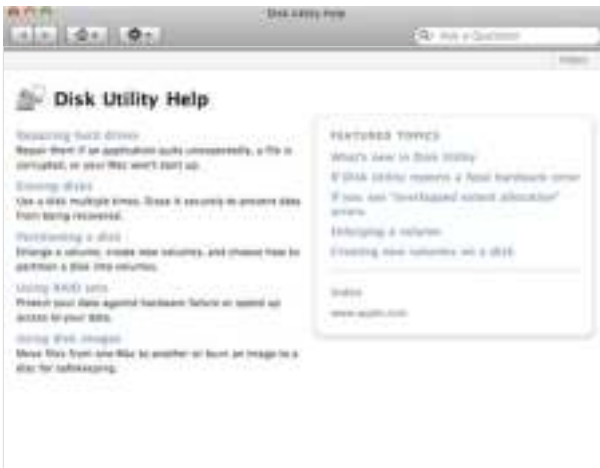 Disk Utility Help
Ask a Question
Index
Disk Utility Help
Repairing hard drives
Repair them if an application quits unexpectedly, a file is
corrupted, or your Mac won't start up.
Erasing disks
Use a disk multiple times. Erase it securely to prevent data
from being recovered.
Partitioning a disk
Enlarge a volume, create new volumes, and choose how to
partition a disk into volumes.
Using RAID sets
Protect your data against hardware failure or speed up
access to your data.
Using disk images
Move files from one Mac to another or burn an image to a
disc for safekeeping.
FEATURED TOPICS
What's new in Disk Utility
If Disk Utility reports a fatal hardware error
If you see "overlapped extent allocation"
errors
Enlarging a volume
Creating new volumes on a disk
Index
www.apple.com